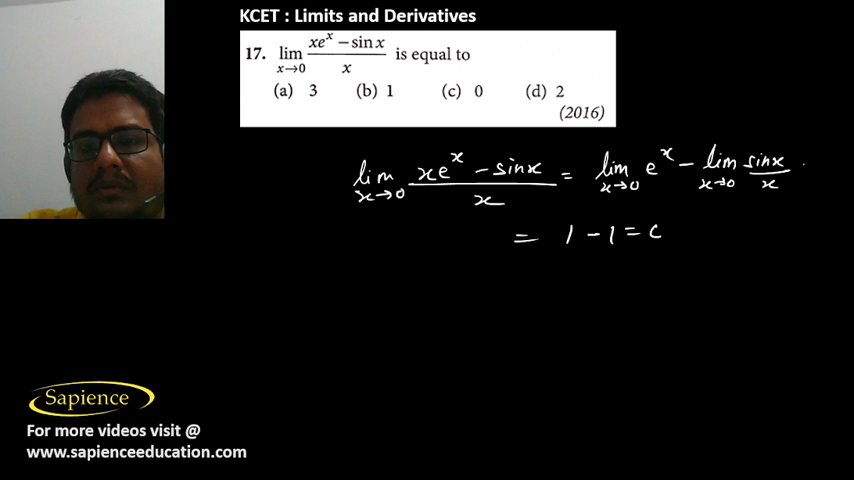 KCET : Limits and Derivatives
17. lim x→0 (xe^x – sin x)/x is equal to
(a) 3 (b) 1 (c) 0 (d) 2
(2016)
lim x→0 (xe^x - sinx)/x = lim x→0 e^x - lim x→0 sinx/x
= 1 - 1 = c
Sapience
For more videos visit @
www.sapienceeducation.com